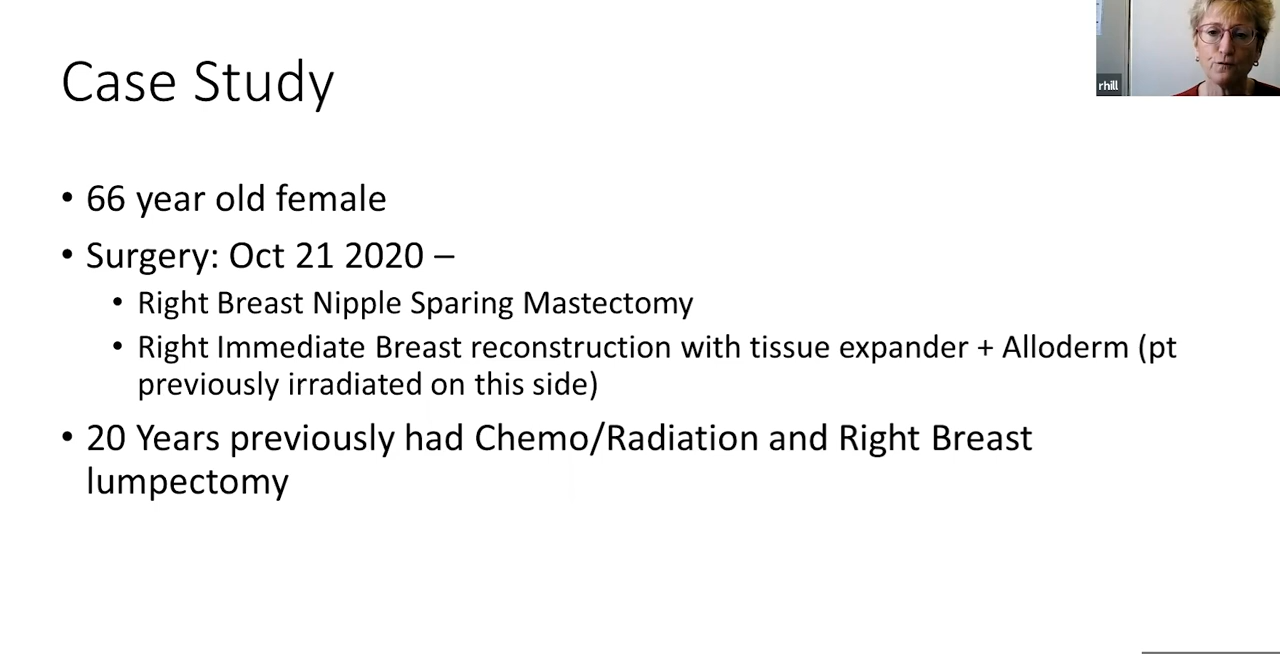 Case Study
rhill
• 66 year old female
• Surgery: Oct 21 2020 –
• Right Breast Nipple Sparing Mastectomy
• Right Immediate Breast reconstruction with tissue expander + Alloderm (pt
previously irradiated on this side)
• 20 Years previously had Chemo/Radiation and Right Breast
lumpectomy